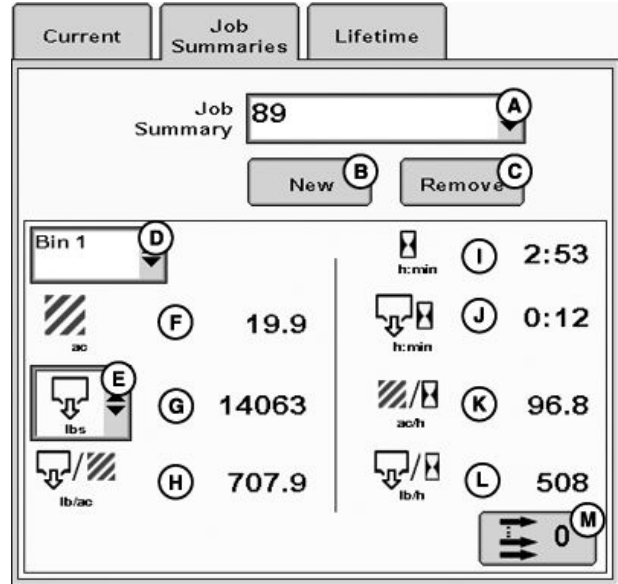 Current
Job
Summaries
Lifetime
Job
Summary
89
A
New
B
Remove
C
Bin 1
D
ac
F
19.9
E
lbs
G
14063
lb/ac
H
707.9
h:min
I
2:53
h:min
J
0:12
ac/h
K
96.8
lb/h
L
508
0
M